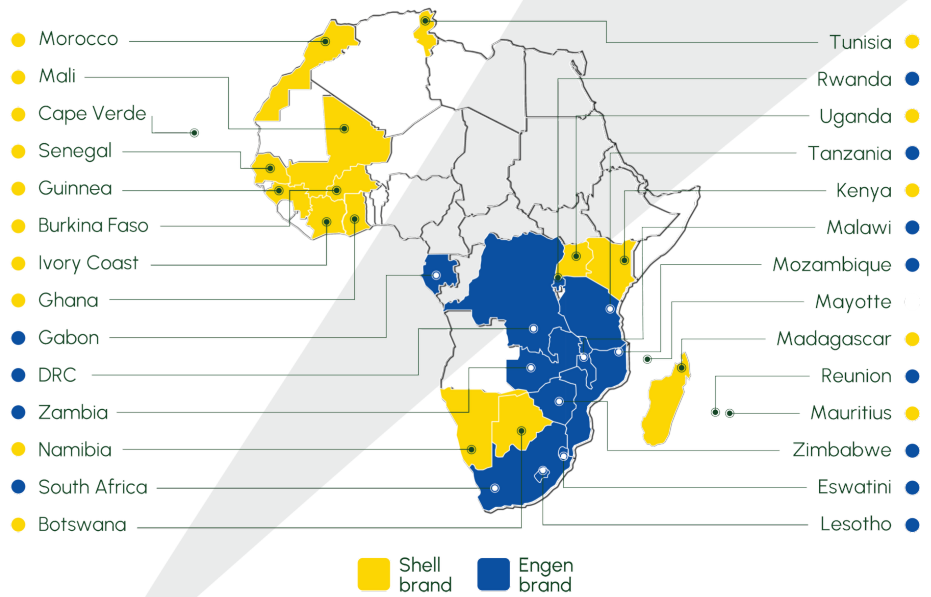 Morocco
Mali
Cape Verde
Senegal
Guinnea
Burkina Faso
Ivory Coast
Ghana
Gabon
DRC
Zambia
Namibia
South Africa
Botswana
Tunisia
Rwanda
Uganda
Tanzania
Kenya
Malawi
Mozambique
Mayotte
Madagascar
Reunion
Mauritius
Zimbabwe
Eswatini
Lesotho
Shell
brand
Engen
brand